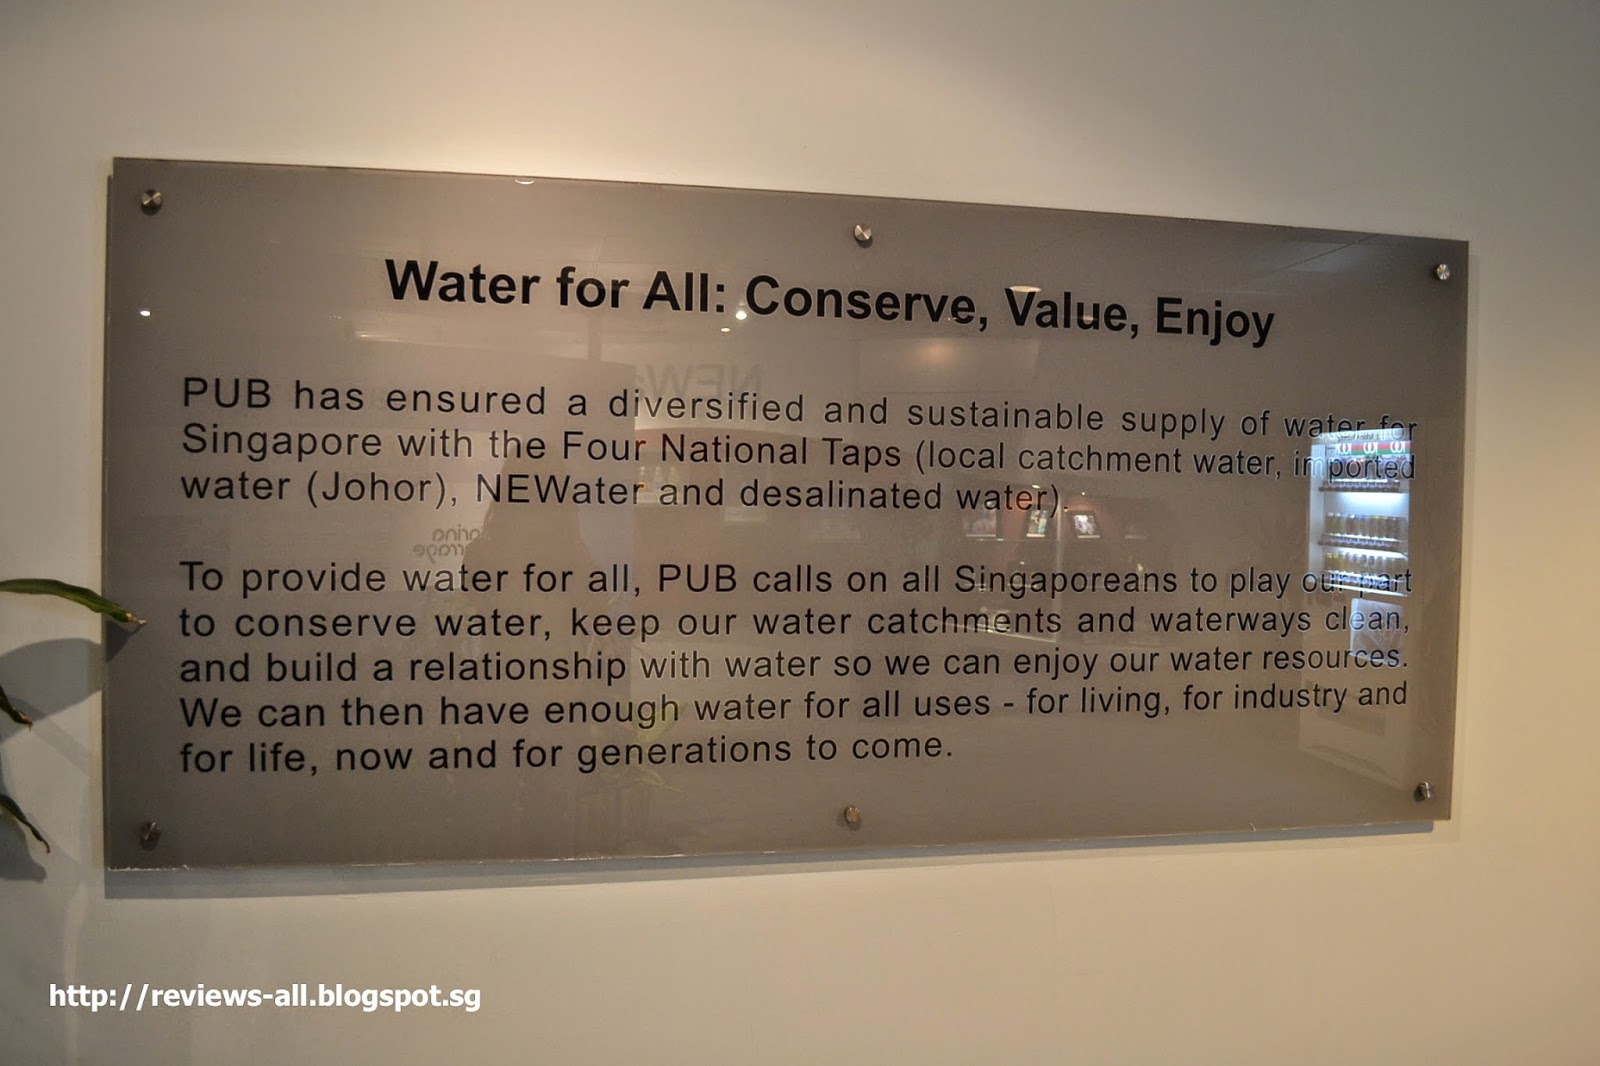 Water for All: Conserve, Value, Enjoy
PUB has ensured a diversified and sustainable supply of water for
Singapore with the Four National Taps (local catchment water, imported
water (Johor), NEWater and desalinated water).
To provide water for all, PUB calls on all Singaporeans to play our part
to conserve water, keep our water catchments and waterways clean,
and build a relationship with water so we can enjoy our water resources.
We can then have enough water for all uses - for living, for industry and
for life, now and for generations to come.
http://reviews-all.blogspot.sg